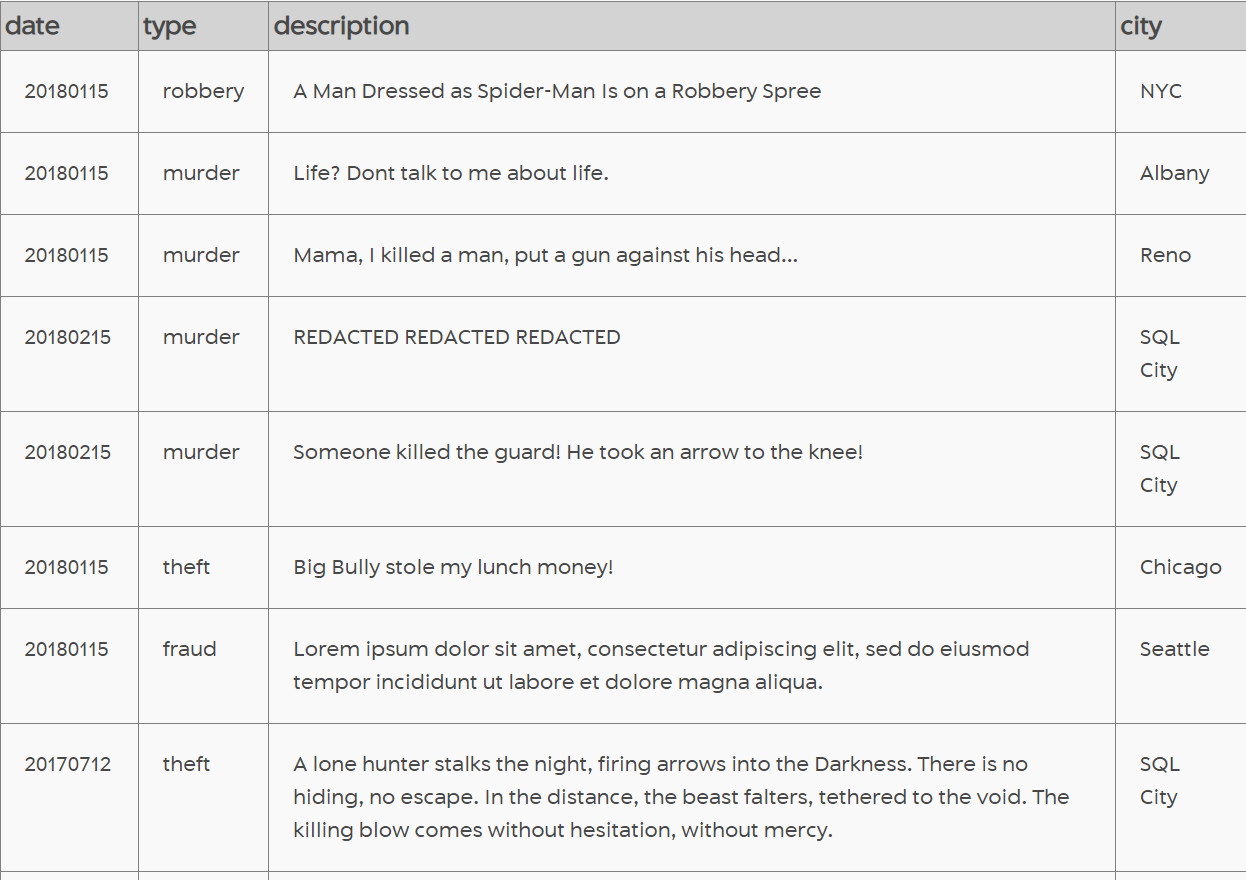 date type description city
20180115 robbery A Man Dressed as Spider-Man Is on a Robbery Spree NYC
20180115 murder Life? Dont talk to me about life. Albany
20180115 murder Mama, I killed a man, put a gun against his head... Reno
20180215 murder REDACTED REDACTED REDACTED SQL
City
20180215 murder Someone killed the guard! He took an arrow to the knee! SQL
City
20180115 theft Big Bully stole my lunch money! Chicago
20180115 fraud Lorem ipsum dolor sit amet, consectetur adipiscing elit, sed do eiusmod Seattle
tempor incididunt ut labore et dolore magna aliqua.
20170712 theft A lone hunter stalks the night, firing arrows into the Darkness. There is no SQL
hiding, no escape. In the distance, the beast falters, tethered to the void. The City
killing blow comes without hesitation, without mercy.